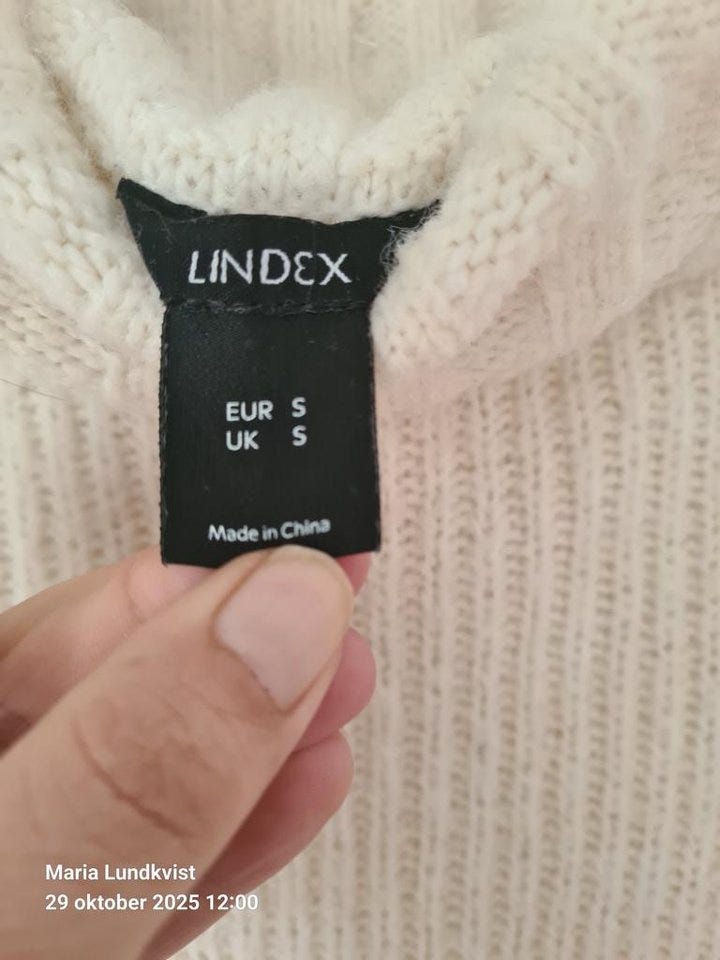 LINDEX
EUR S
UK S
Made in China
Maria Lundkvist
29 oktober 2025 12:00